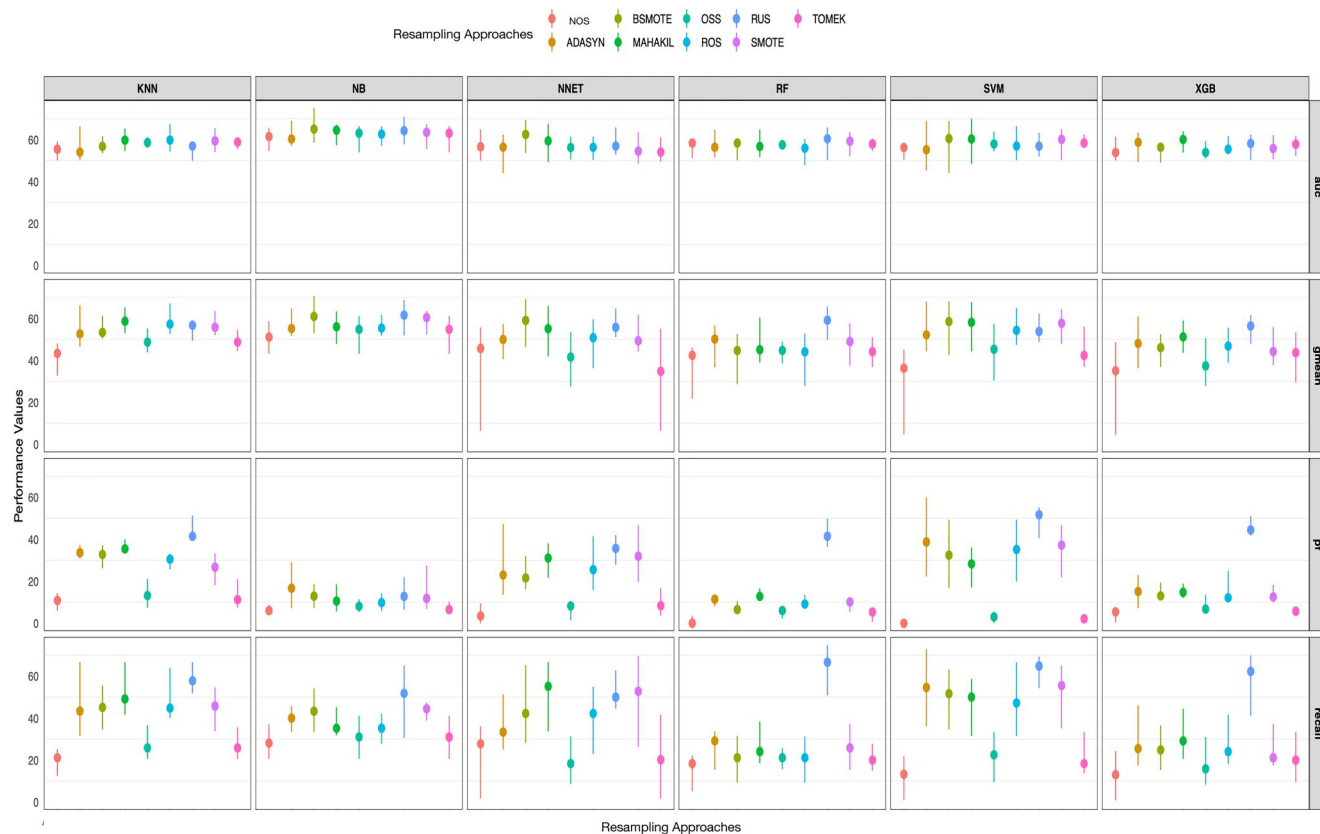 NOS BSMOTE OSS RUS TOMEK
Resampling Approaches
ADASYN MAHAKIL ROS SMOTE
KNN NB NNET RF SVM XGB
60
40
20
0
auc
60
40
20
0
gmean
Performance Values
60
40
20
0
pf
60
40
20
0
recall
Resampling Approaches